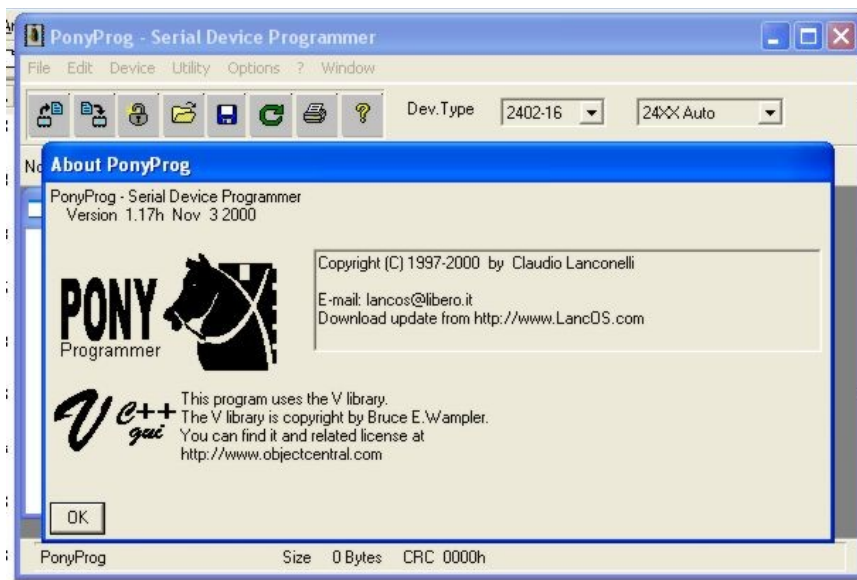 PonyProg - Serial Device Programmer
File Edit Device Utility Options ? Window
Dev.Type 2402-16 24XX Auto
About PonyProg
PonyProg - Serial Device Programmer
Version 1.17h Nov 3 2000
Copyright (C) 1997-2000 by Claudio Lanconelli
E-mail: lancos@libero.it
Download update from http://www.LancOS.com
PONY
Programmer
V C++
gui
This program uses the V library.
The V library is copyright by Bruce E.Wampler.
You can find it and related license at
http://www.objectcentral.com
OK
PonyProg Size 0 Bytes CRC 0000h